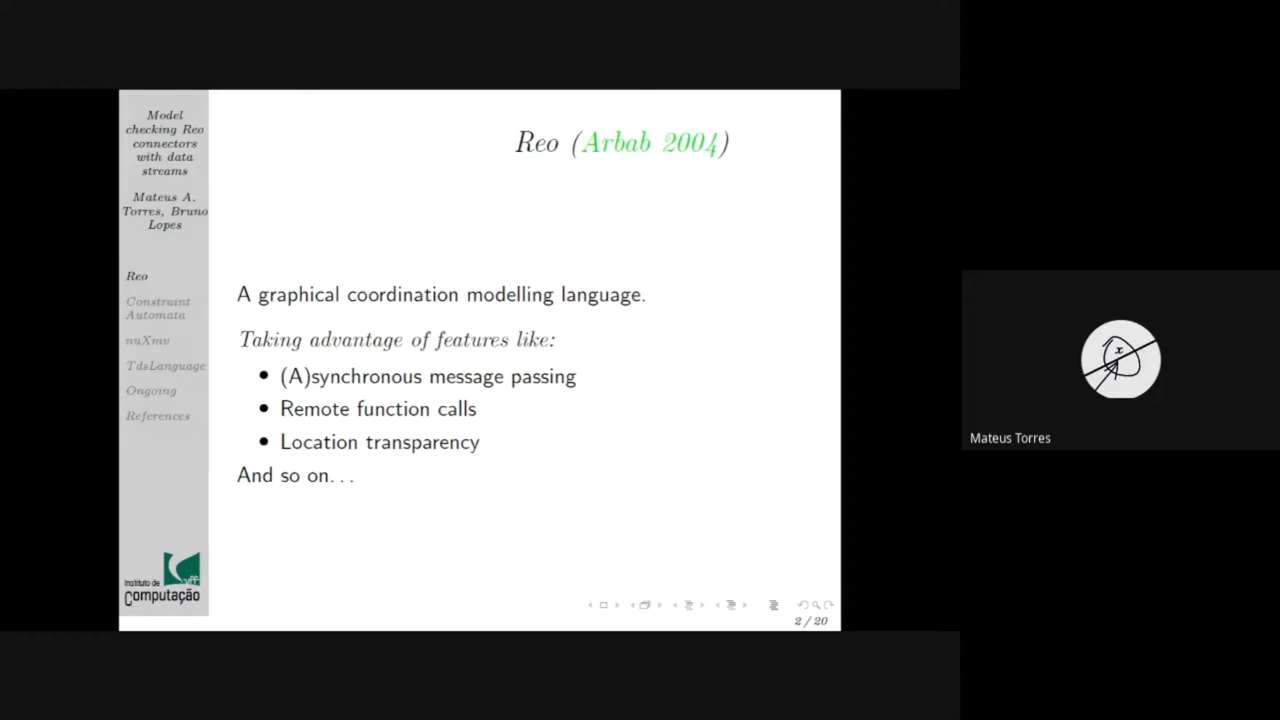 Model
checking Reo
connectors
with data
streams
Mateus A.
Torres, Bruno
Lopes
Reo
Constraint
Automata
nuXmv
TdsLanguage
Ongoing
References
Instituto de
Computação
uff
Reo (Arbab 2004)
A graphical coordination modelling language.
Taking advantage of features like:
• (A)synchronous message passing
• Remote function calls
• Location transparency
And so on...
2 / 20
x
Mateus Torres